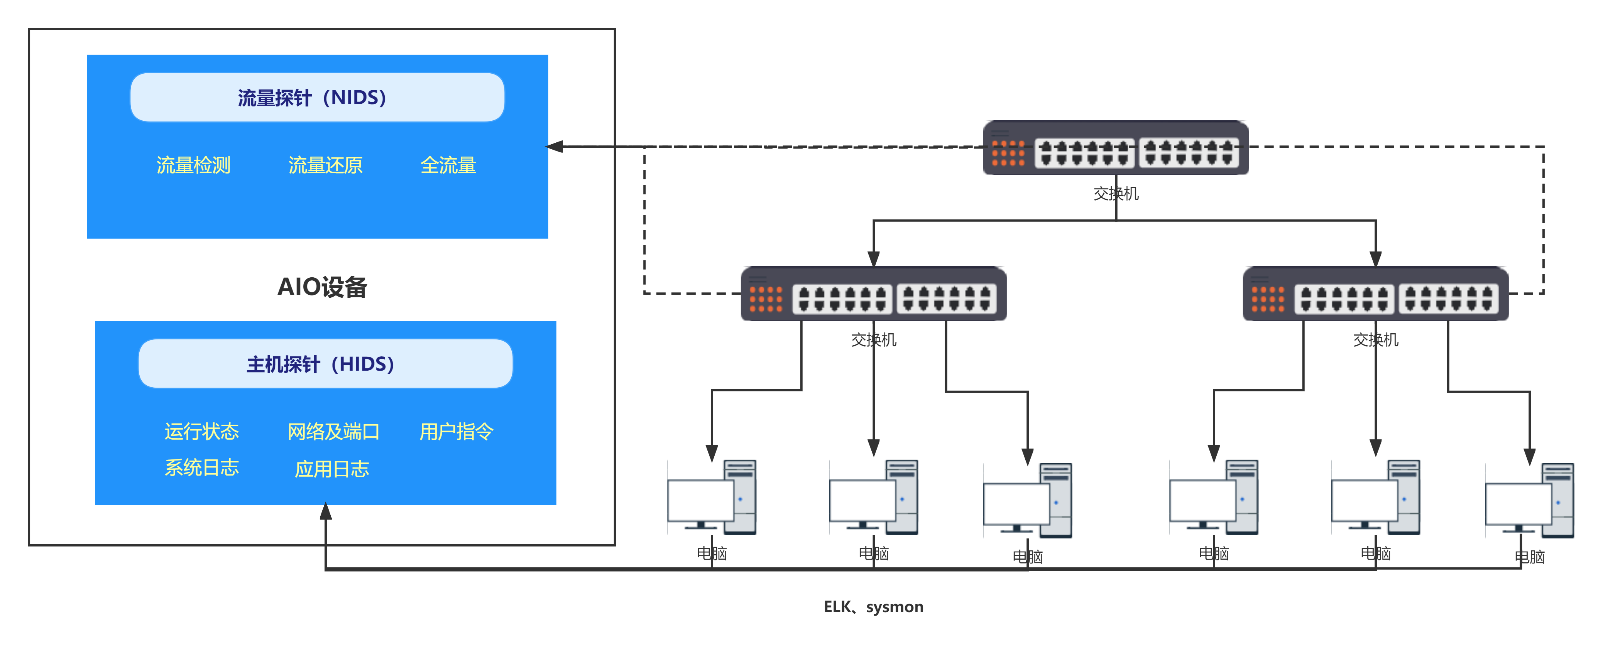 流量探针（NIDS）
流量检测
流量还原
全流量
AIO设备
主机探针（HIDS）
运行状态
网络及端口
用户指令
系统日志
应用日志
交换机
交换机
交换机
电脑
电脑
电脑
电脑
电脑
电脑
ELK、sysmon